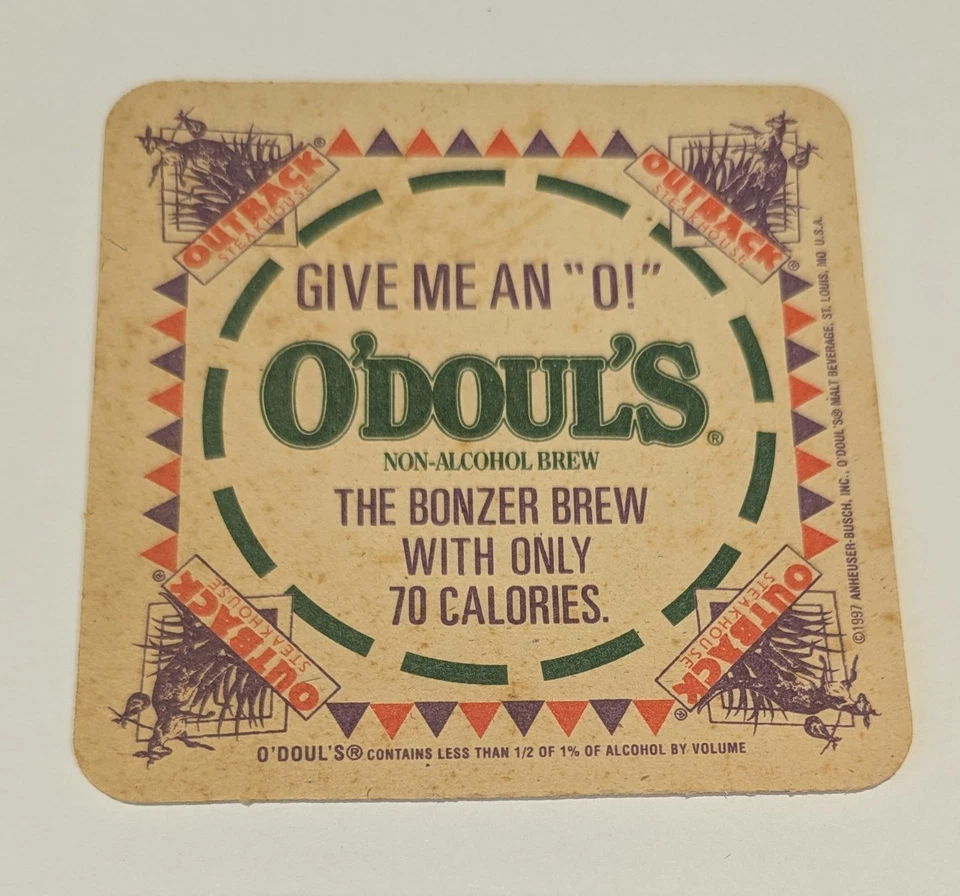 OUTBACK®
STEAKHOUSE
OUTBACK®
STEAKHOUSE
GIVE ME AN "O!"
O'DOUL'S®
NON-ALCOHOL BREW
THE BONZER BREW
WITH ONLY
70 CALORIES.
OUTBACK®
STEAKHOUSE
OUTBACK®
STEAKHOUSE
O'DOUL'S® CONTAINS LESS THAN 1/2 OF 1% OF ALCOHOL BY VOLUME
©1997 ANHEUSER-BUSCH, INC., O'DOUL'S® MALT BEVERAGE, ST. LOUIS, MO U.S.A.